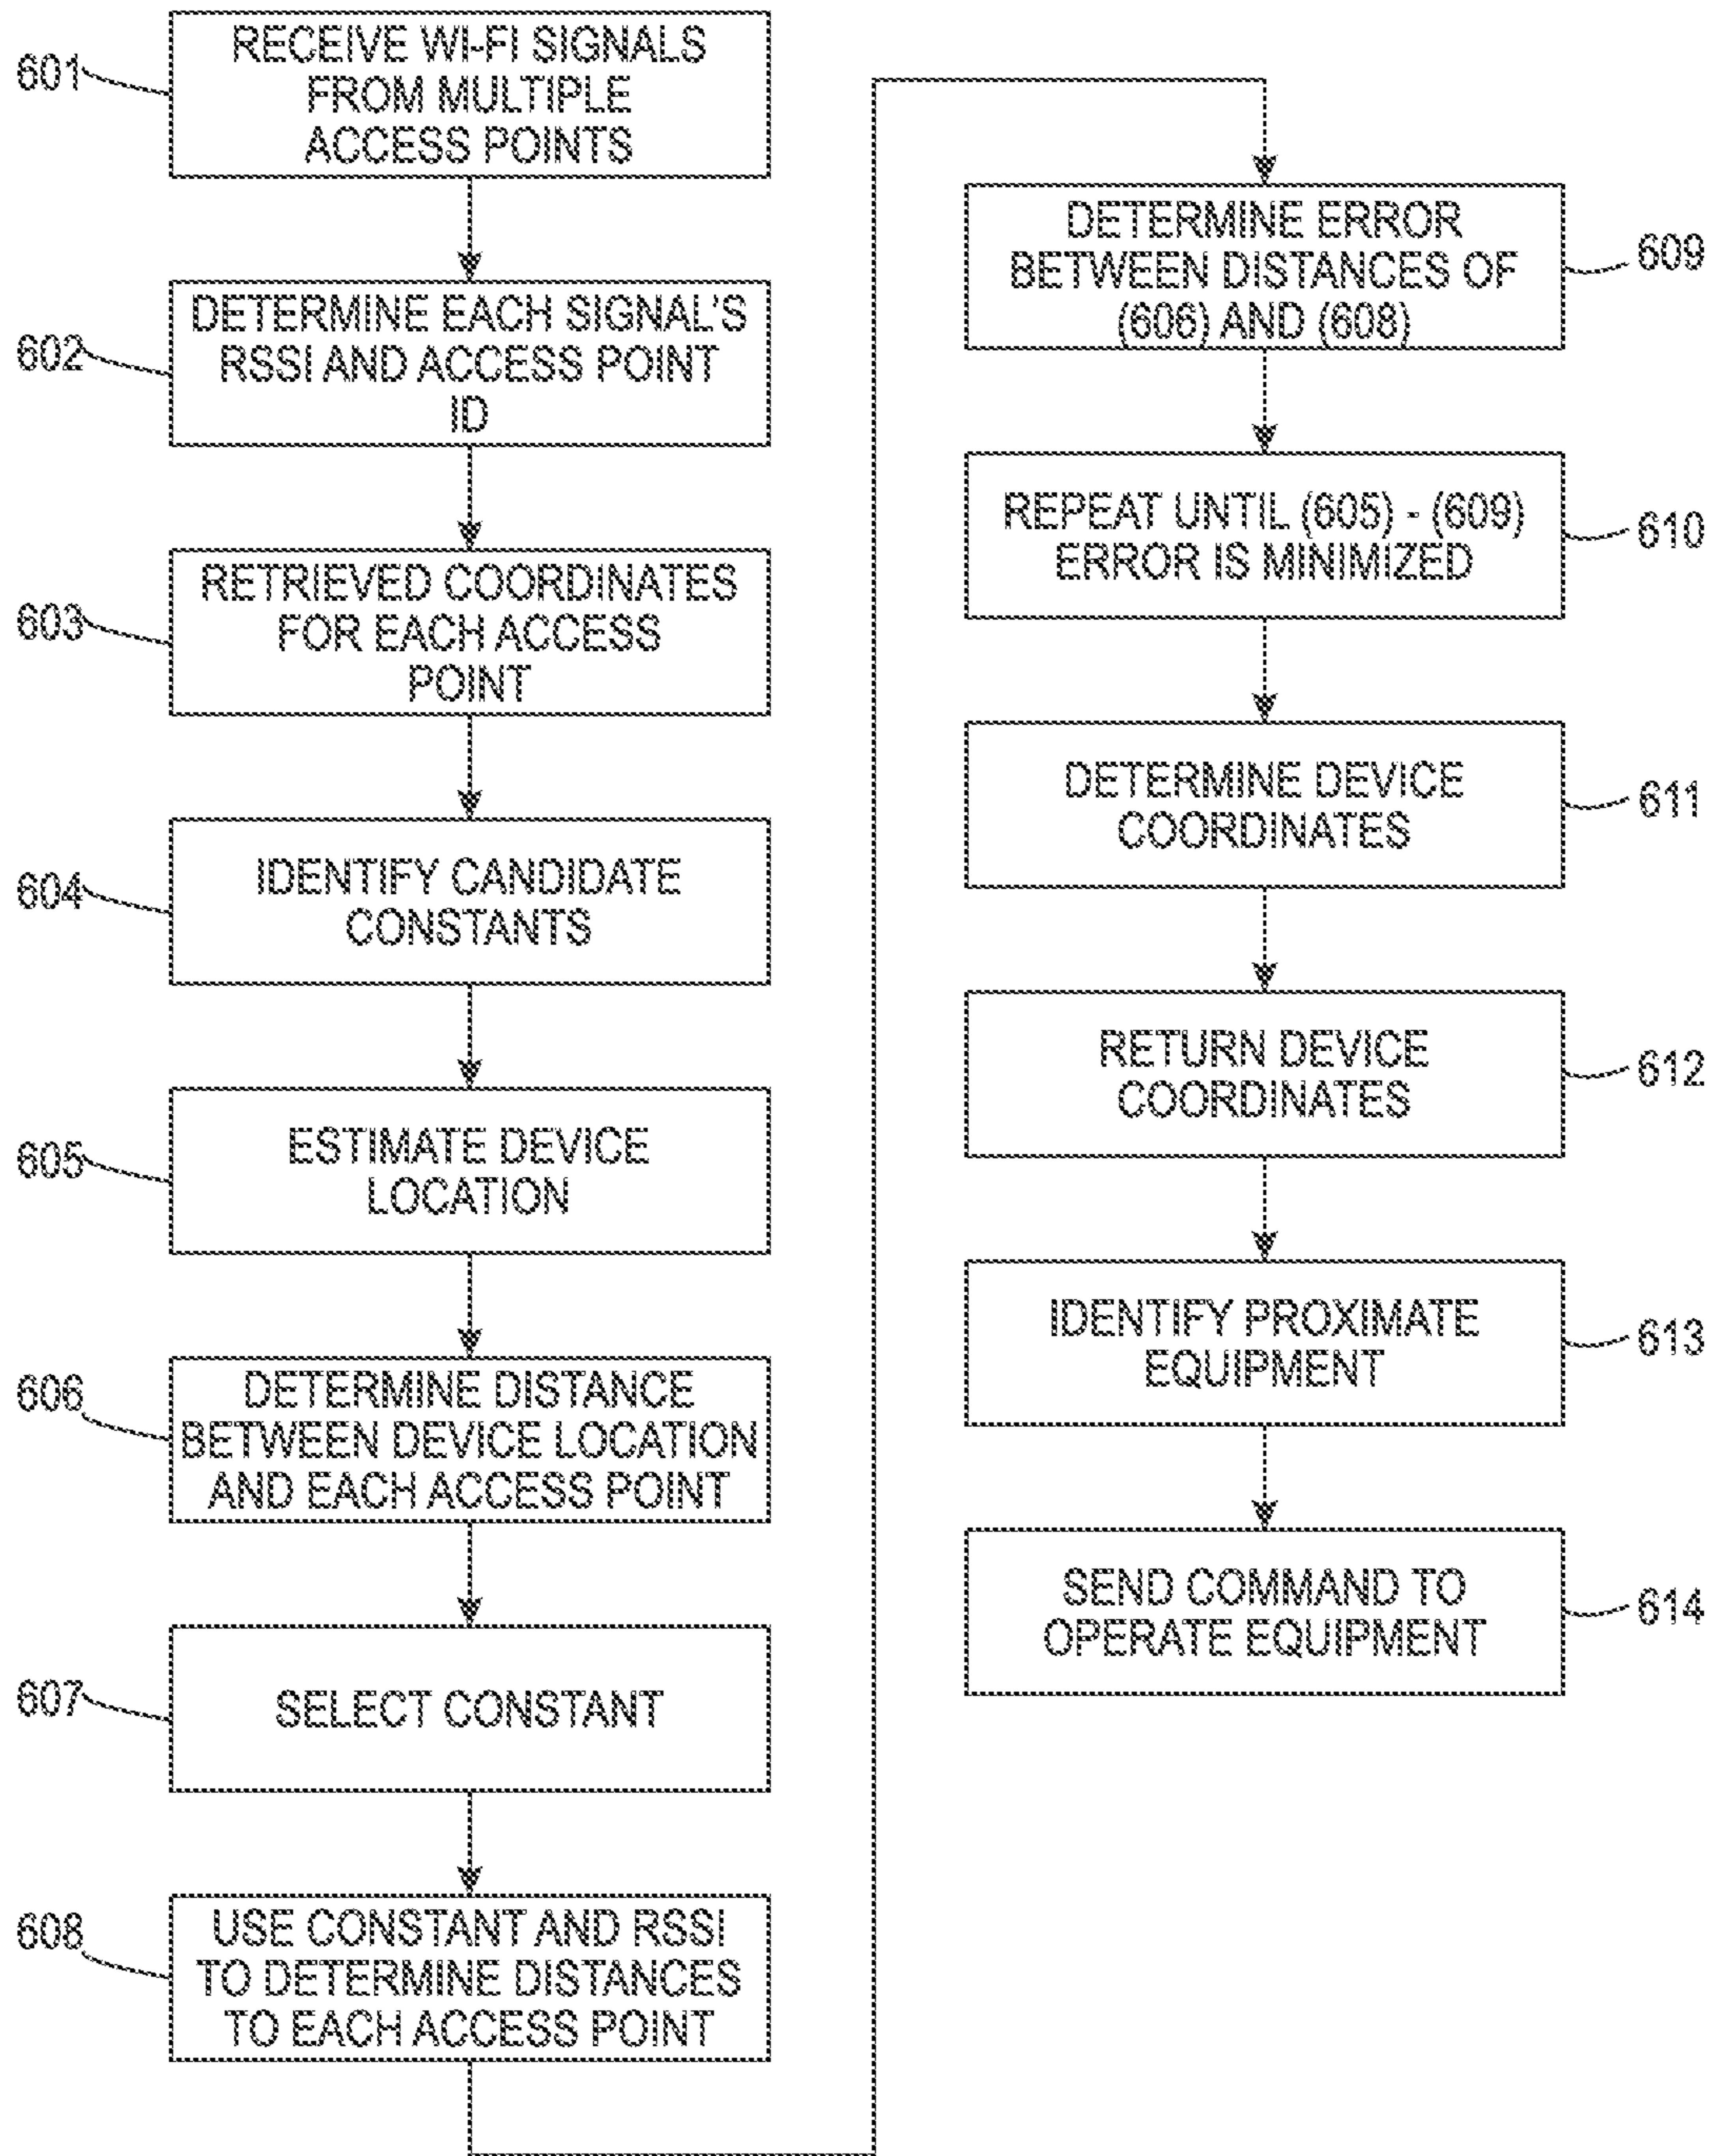 601
RECEIVE WI-FI SIGNALS
FROM MULTIPLE
ACCESS POINTS
602
DETERMINE EACH SIGNAL'S
RSSI AND ACCESS POINT
ID
603
RETRIEVED COORDINATES
FOR EACH ACCESS
POINT
604
IDENTIFY CANDIDATE
CONSTANTS
605
ESTIMATE DEVICE
LOCATION
606
DETERMINE DISTANCE
BETWEEN DEVICE LOCATION
AND EACH ACCESS POINT
607
SELECT CONSTANT
608
USE CONSTANT AND RSSI
TO DETERMINE DISTANCES
TO EACH ACCESS POINT
DETERMINE ERROR
BETWEEN DISTANCES OF
(606) AND (608)
609
REPEAT UNTIL (605) - (609)
ERROR IS MINIMIZED
610
DETERMINE DEVICE
COORDINATES
611
RETURN DEVICE
COORDINATES
612
IDENTIFY PROXIMATE
EQUIPMENT
613
SEND COMMAND TO
OPERATE EQUIPMENT
614